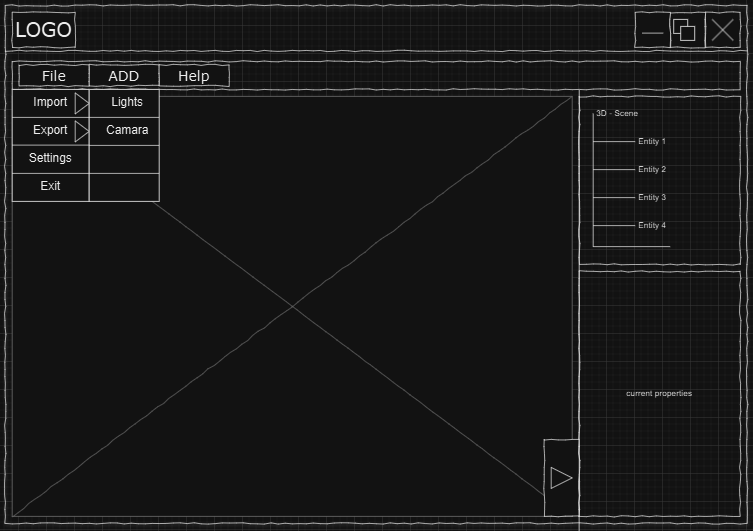 LOGO
File ADD Help
Import Lights
Export Camara
Settings
Exit
3D - Scene
Entity 1
Entity 2
Entity 3
Entity 4
current properties